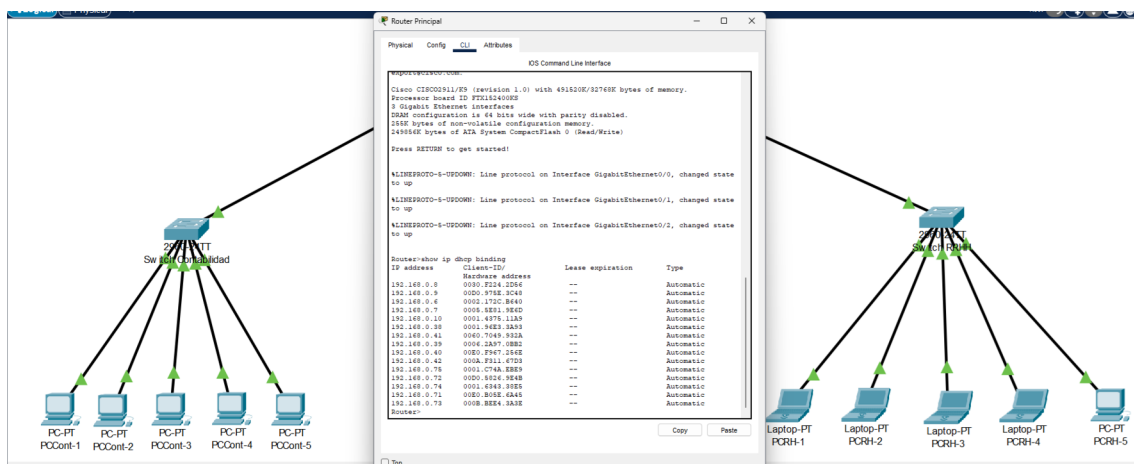 Physical
Router Principal
Physical Config CLI Attributes
IOS Command Line Interface
export@cisco.com.
Cisco CISCO2911/K9 (revision 1.0) with 491520K/32768K bytes of memory.
Processor board ID FTX152400KS
3 Gigabit Ethernet interfaces
DRAM configuration is 64 bits wide with parity disabled.
255K bytes of non-volatile configuration memory.
249856K bytes of ATA System CompactFlash 0 (Read/Write)
Press RETURN to get started!
%LINEPROTO-5-UPDOWN: Line protocol on Interface GigabitEthernet0/0, changed state
to up
%LINEPROTO-5-UPDOWN: Line protocol on Interface GigabitEthernet0/1, changed state
to up
%LINEPROTO-5-UPDOWN: Line protocol on Interface GigabitEthernet0/2, changed state
to up
Router>show ip dhcp binding
IP address Client-ID/ Lease expiration Type
Hardware address
192.168.0.8 0030.F224.2D56 -- Automatic
192.168.0.9 00D0.975E.3C48 -- Automatic
192.168.0.6 0002.172C.B640 -- Automatic
192.168.0.7 0005.5E81.9E6D -- Automatic
192.168.0.10 0001.4375.11A9 -- Automatic
192.168.0.38 0001.96E3.3A93 -- Automatic
192.168.0.41 0060.7049.932A -- Automatic
192.168.0.39 0006.2A97.0BB2 -- Automatic
192.168.0.40 00E0.F967.256E -- Automatic
192.168.0.42 000A.F311.67D3 -- Automatic
192.168.0.75 0001.C74A.EBE9 -- Automatic
192.168.0.72 00D0.5826.9E4B -- Automatic
192.168.0.74 0001.6343.38E5 -- Automatic
192.168.0.71 00E0.B05E.6A45 -- Automatic
192.168.0.73 000B.BEE4.3A3E -- Automatic
Router>
Copy Paste
Top
Switch Contabilidad
2960-24TT
Switch RRHH
PC-PT
PCCont-1
PC-PT
PCCont-2
PC-PT
PCCont-3
PC-PT
PCCont-4
PC-PT
PCCont-5
Laptop-PT
PCRH-1
Laptop-PT
PCRH-2
Laptop-PT
PCRH-3
Laptop-PT
PCRH-4
PC-PT
PCRH-5